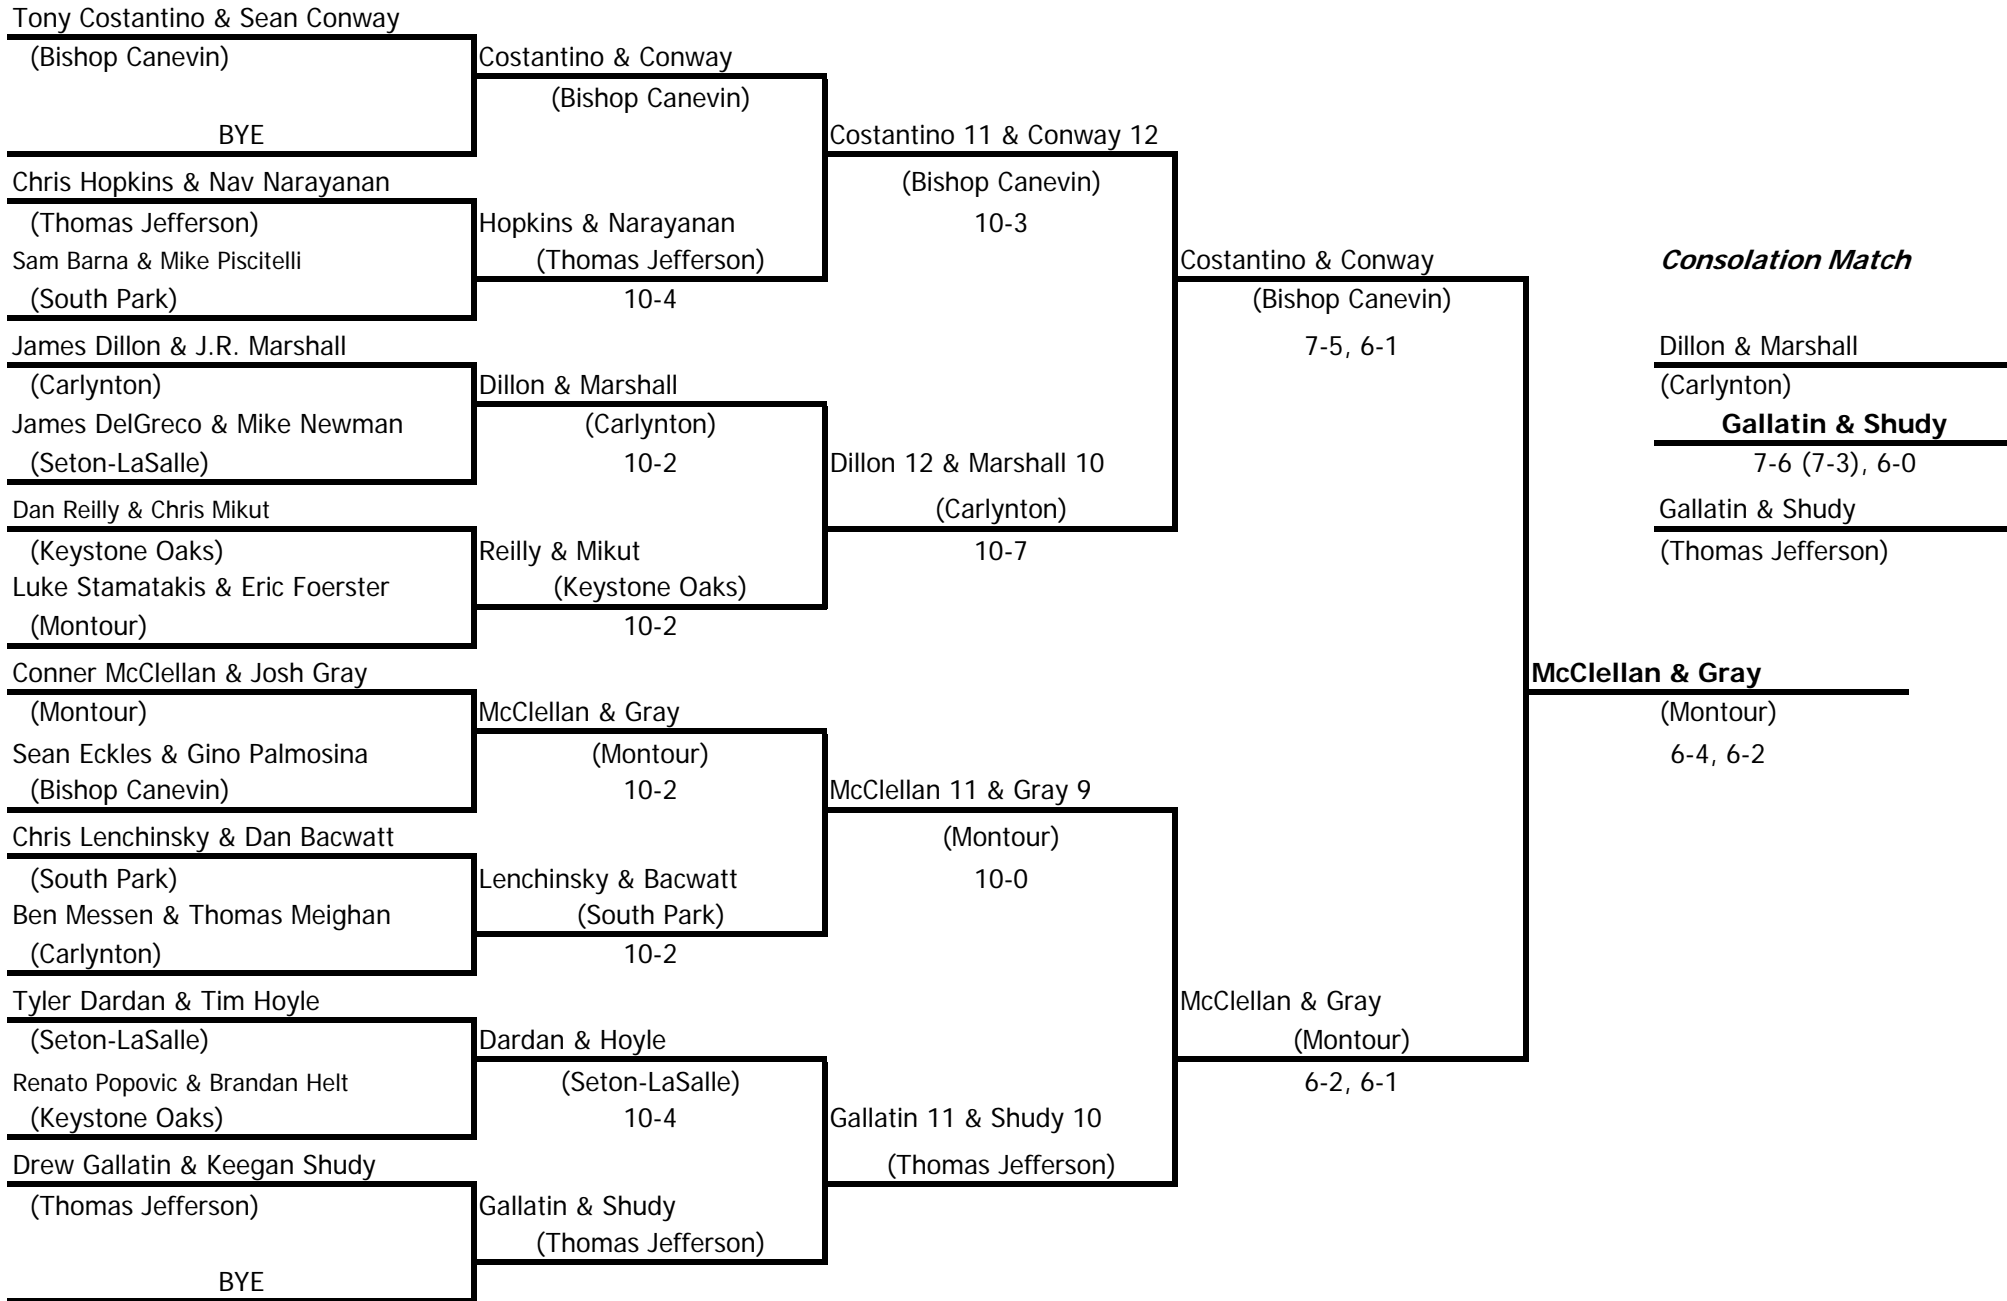 Tony Costantino & Sean Conway
(Bishop Canevin)
BYE
Chris Hopkins & Nav Narayanan
(Thomas Jefferson)
Sam Barna & Mike Piscitelli
(South Park)
James Dillon & J.R. Marshall
(Carlynton)
James DelGreco & Mike Newman
(Seton-LaSalle)
Dan Reilly & Chris Mikut
(Keystone Oaks)
Luke Stamatakis & Eric Foerster
(Montour)
Conner McClellan & Josh Gray
(Montour)
Sean Eckles & Gino Palmosina
(Bishop Canevin)
Chris Lenchinsky & Dan Bacwatt
(South Park)
Ben Messen & Thomas Meighan
(Carlynton)
Tyler Dardan & Tim Hoyle
(Seton-LaSalle)
Renato Popovic & Brandan Helt
(Keystone Oaks)
Drew Gallatin & Keegan Shudy
(Thomas Jefferson)
BYE
Costantino & Conway
(Bishop Canevin)
Hopkins & Narayanan
(Thomas Jefferson)
10-4
Dillon & Marshall
(Carlynton)
10-2
Reilly & Mikut
(Keystone Oaks)
10-2
McClellan & Gray
(Montour)
10-2
Lenchinsky & Bacwatt
(South Park)
10-2
Dardan & Hoyle
(Seton-LaSalle)
10-4
Gallatin & Shudy
(Thomas Jefferson)
Costantino 11 & Conway 12
(Bishop Canevin)
10-3
Dillon 12 & Marshall 10
(Carlynton)
10-7
McClellan 11 & Gray 9
(Montour)
10-0
Gallatin 11 & Shudy 10
(Thomas Jefferson)
Costantino & Conway
(Bishop Canevin)
7-5, 6-1
McClellan & Gray
(Montour)
6-2, 6-1
McClellan & Gray
(Montour)
6-4, 6-2
Consolation Match
Dillon & Marshall
(Carlynton)
Gallatin & Shudy
7-6 (7-3), 6-0
Gallatin & Shudy
(Thomas Jefferson)